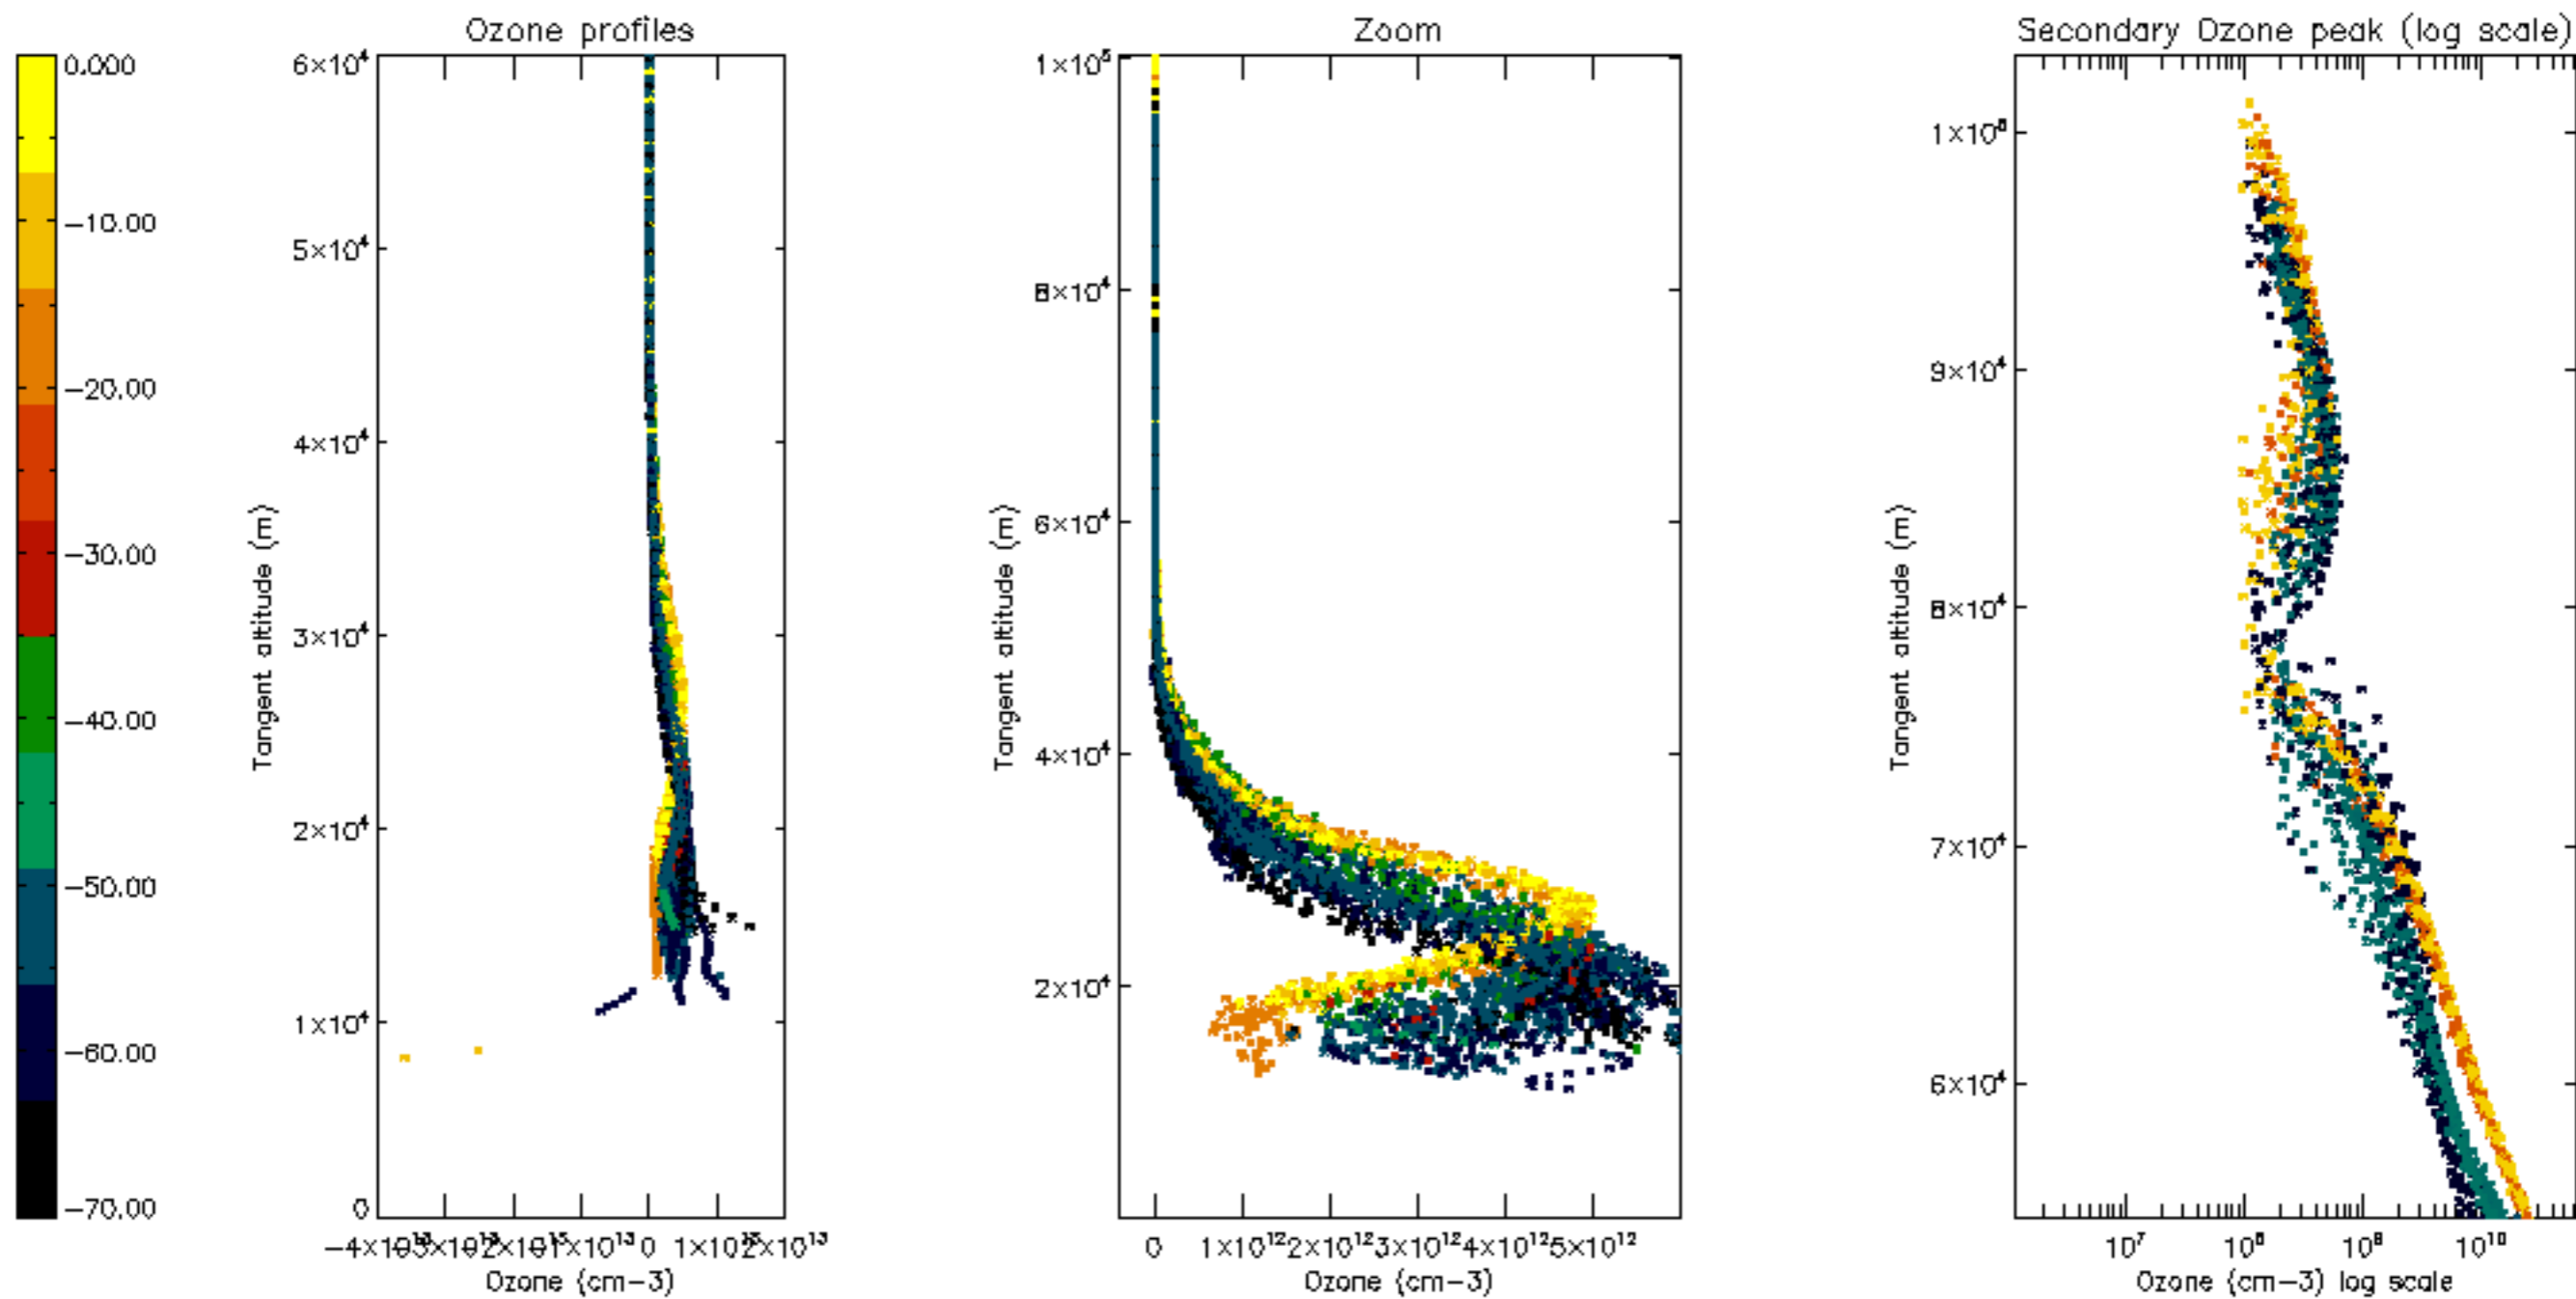 Ozone profiles
Zoom
Secondary Ozone peak (log scale)
0.000
−10.00
−20.00
−30.00
−40.00
−50.00
−60.00
−70.00
6×10⁴
5×10⁴
4×10⁴
3×10⁴
2×10⁴
1×10⁴
0
Tangent altitude (m)
0
Ozone (cm−3)
1×10⁵
8×10⁴
6×10⁴
4×10⁴
2×10⁴
Tangent altitude (m)
0 1×10¹² 2×10¹² 3×10¹² 4×10¹² 5×10¹²
Ozone (cm−3)
9×10⁴
8×10⁴
7×10⁴
6×10⁴
Tangent altitude (m)
10⁷ 10⁸ 10⁹ 10¹⁰
Ozone (cm−3) log scale